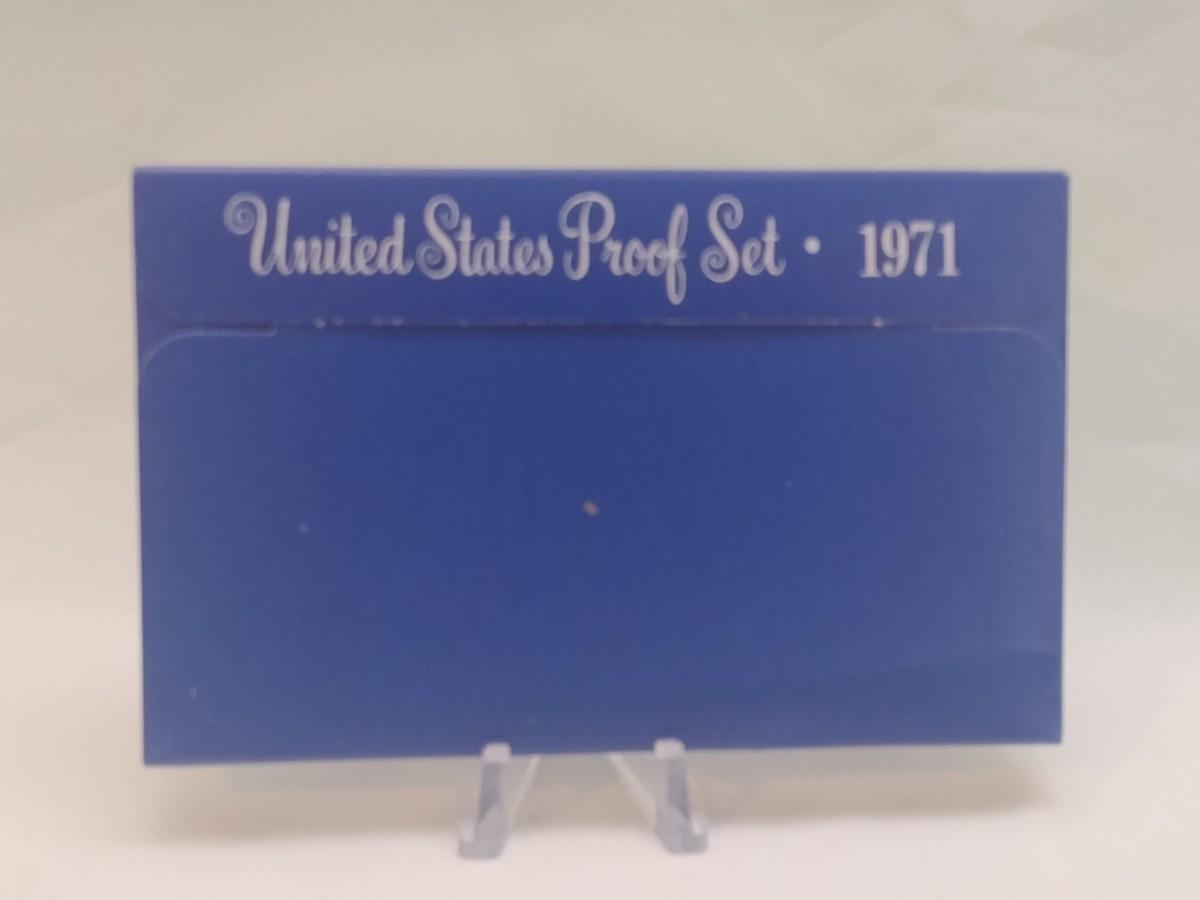 United States Proof Set • 1971